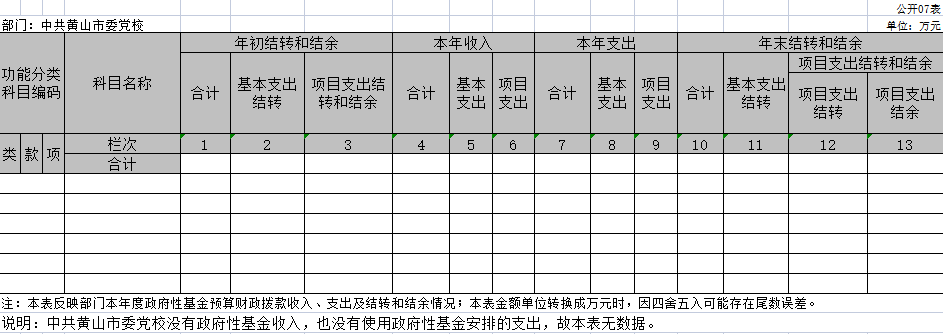 公开07表
部门：中共黄山市委党校 单位：万元
功能分类科目编码 科目名称 年初结转和结余 本年收入 本年支出 年末结转和结余
合计 基本支出结转 项目支出结转和结余 合计 基本支出 项目支出 合计 基本支出 项目支出 合计 基本支出结转 项目支出结转和结余
项目支出结转 项目支出结余
类 款 项 栏次 1 2 3 4 5 6 7 8 9 10 11 12 13
合计
注：本表反映部门本年度政府性基金预算财政拨款收入、支出及结转和结余情况；本表金额单位转换成万元时，因四舍五入可能存在尾数误差。
说明：中共黄山市委党校没有政府性基金收入，也没有使用政府性基金安排的支出，故本表无数据。